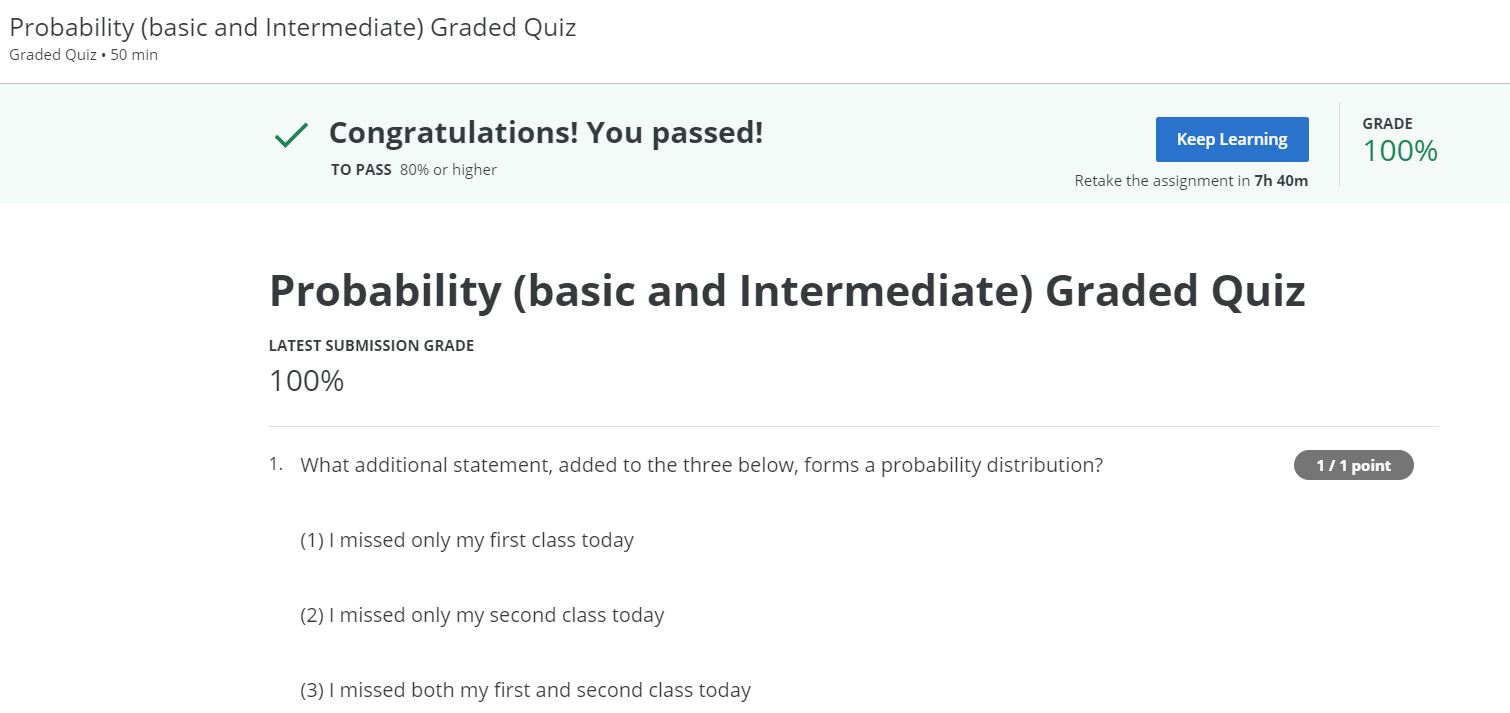 Probability (basic and Intermediate) Graded Quiz
Graded Quiz • 50 min
Congratulations! You passed!
TO PASS 80% or higher
Keep Learning
Retake the assignment in 7h 40m
GRADE
100%
Probability (basic and Intermediate) Graded Quiz
LATEST SUBMISSION GRADE
100%
1. What additional statement, added to the three below, forms a probability distribution?
1 / 1 point
(1) I missed only my first class today
(2) I missed only my second class today
(3) I missed both my first and second class today